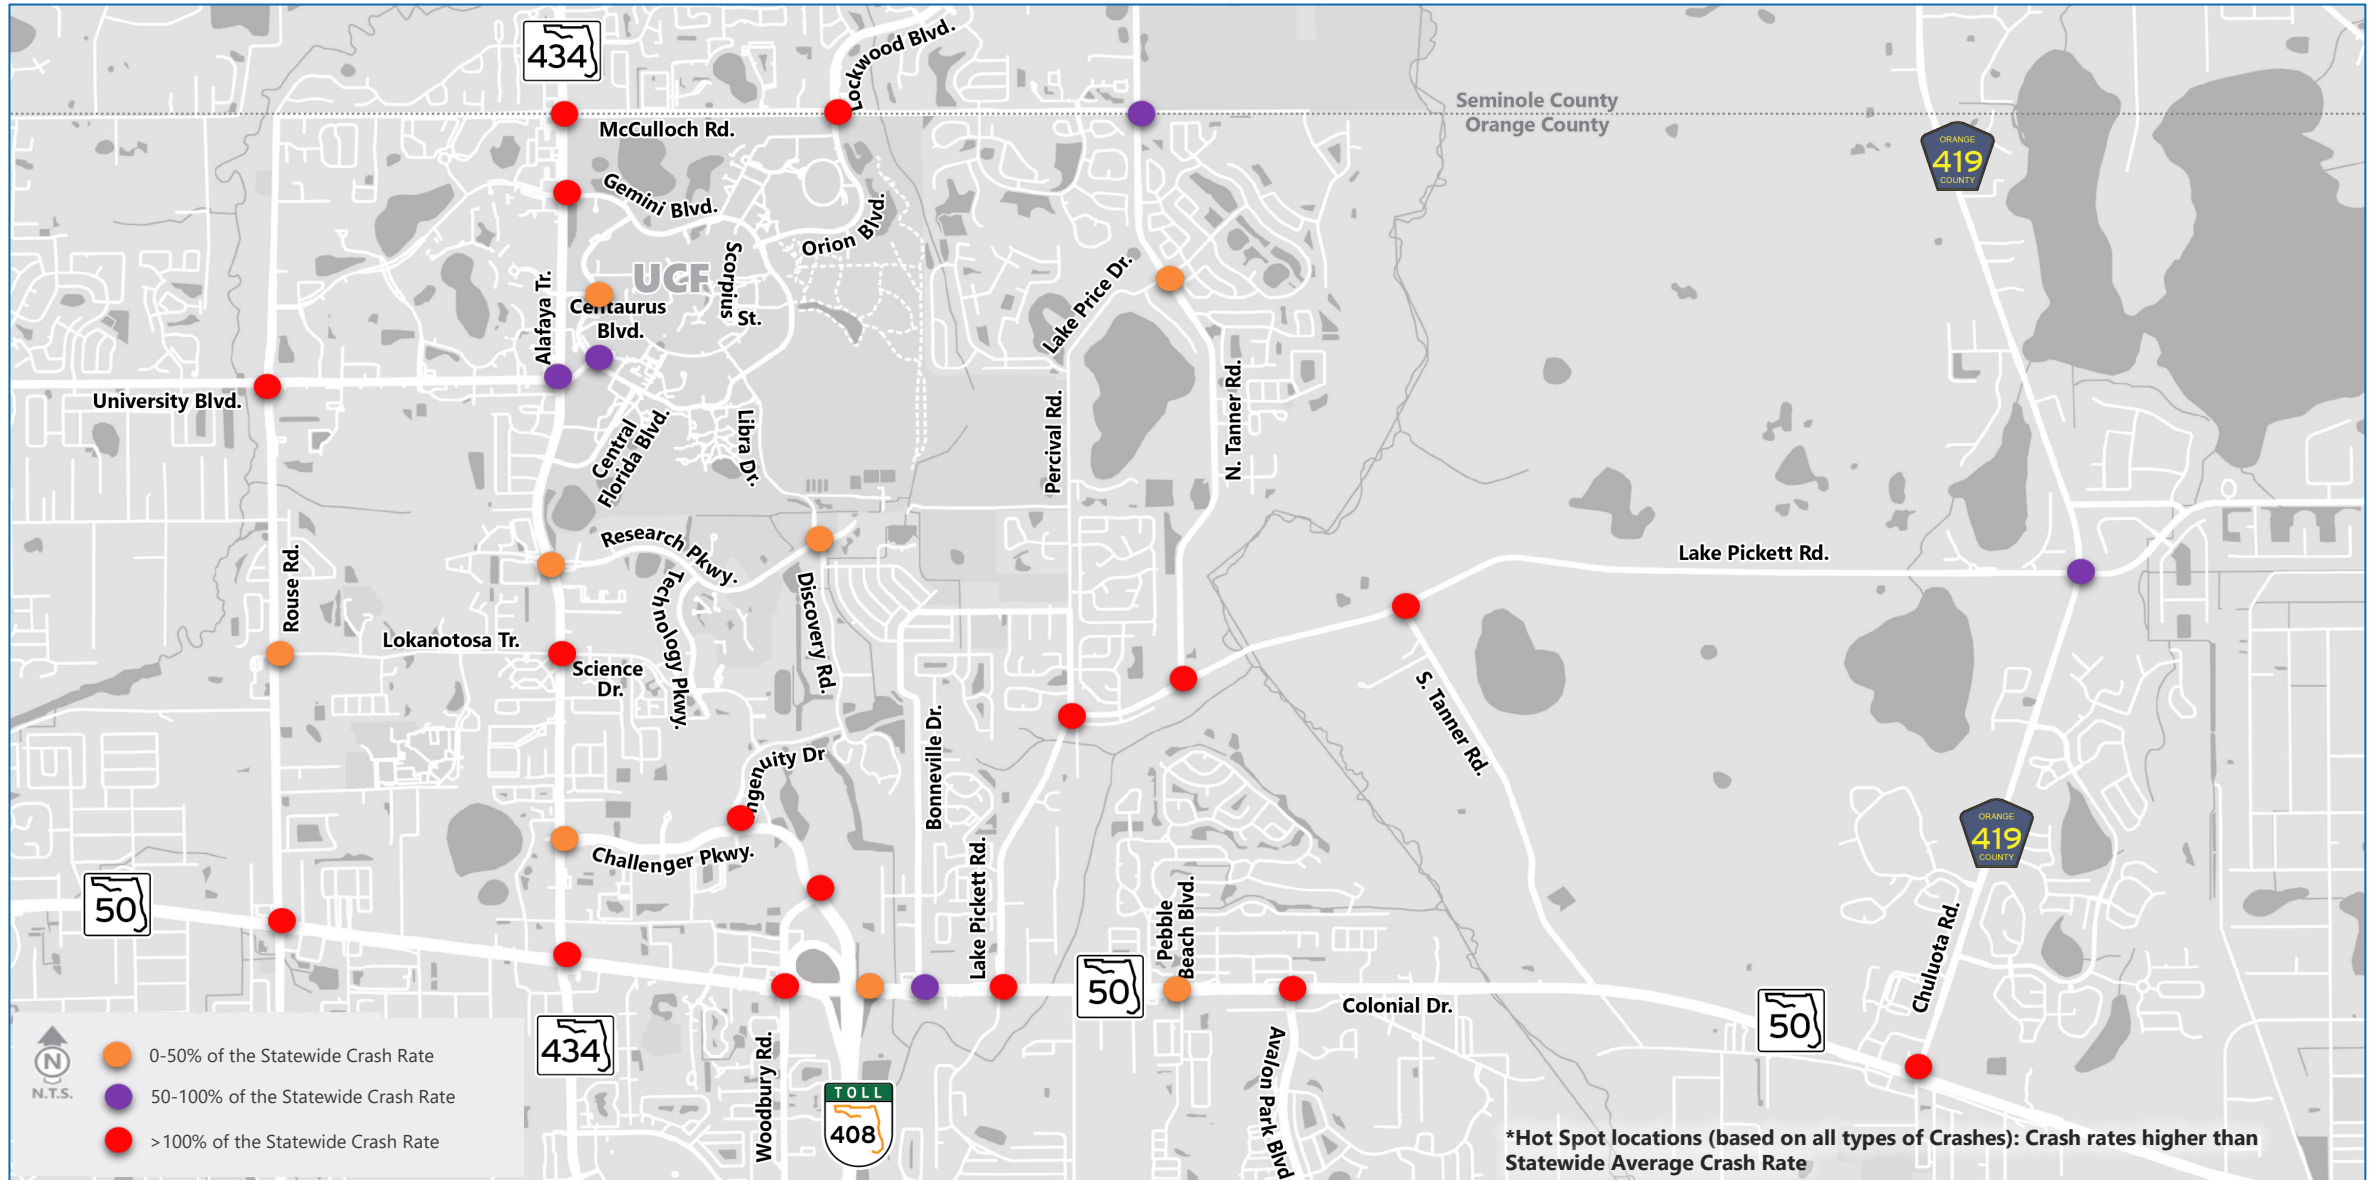 434
Lockwood Blvd.
Seminole County
Orange County
McCulloch Rd.
ORANGE
419
COUNTY
Gemini Blvd.
Orion Blvd.
Scorpius
St.
UCF
Lake Price Dr.
Centaurus
Blvd.
Alafaya Tr.
University Blvd.
Central
Florida Blvd.
Libra Dr.
Percival Rd.
N. Tanner Rd.
Research Pkwy.
Lake Pickett Rd.
Rouse Rd.
Technology Pkwy.
Discovery Rd.
Lokanotosa Tr.
Science
Dr.
S. Tanner Rd.
Bonneville Dr.
Ingenuity Dr
ORANGE
419
COUNTY
Challenger Pkwy.
Lake Pickett Rd.
50
Pebble
Beach Blvd.
Chuluota Rd.
50
Colonial Dr.
50
434
Woodbury Rd.
Avalon Park Blvd
TOLL
408
N
N.T.S.
0-50% of the Statewide Crash Rate
50-100% of the Statewide Crash Rate
>100% of the Statewide Crash Rate
*Hot Spot locations (based on all types of Crashes): Crash rates higher than
Statewide Average Crash Rate